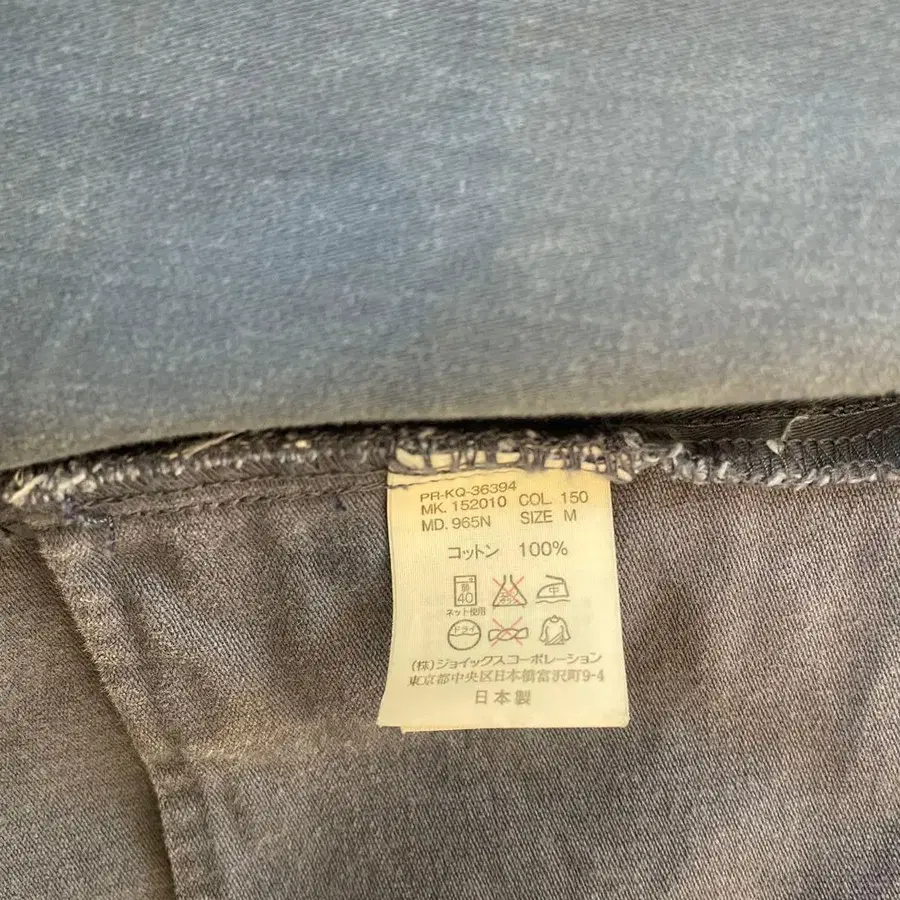 PR-KQ-36394
MK. 152010 COL. 150
MD. 965N SIZE M
コットン 100%
弱 40 中
ネット使用
ドライ
(株)ジョイックスコーポレーション
東京都中央区日本橋富沢町9-4
日本製